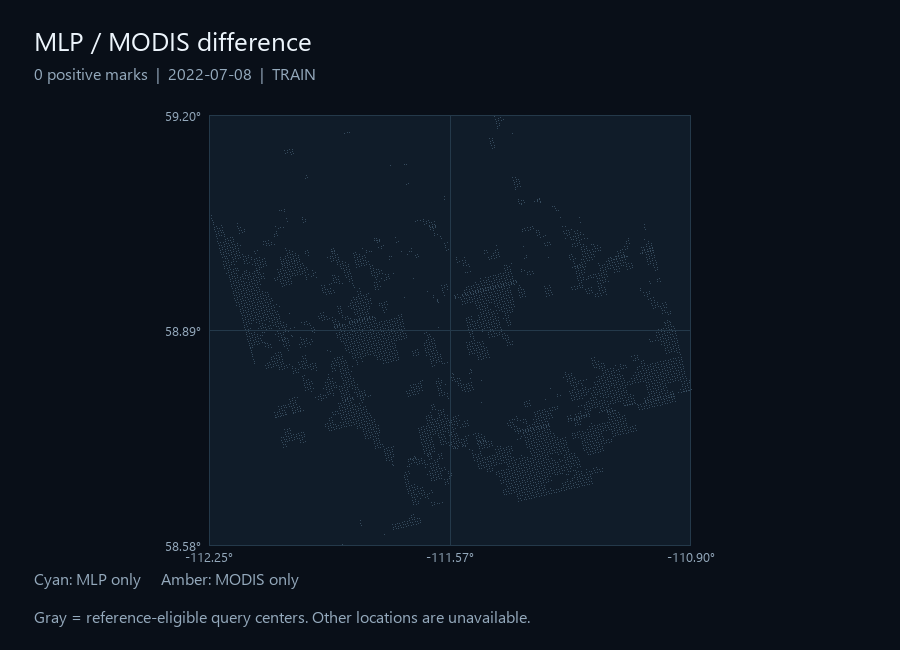 MLP / MODIS difference
0 positive marks | 2022-07-08 | TRAIN
59.20°
58.89°
58.58°
-112.25° -111.57° -110.90°
Cyan: MLP only Amber: MODIS only
Gray = reference-eligible query centers. Other locations are unavailable.